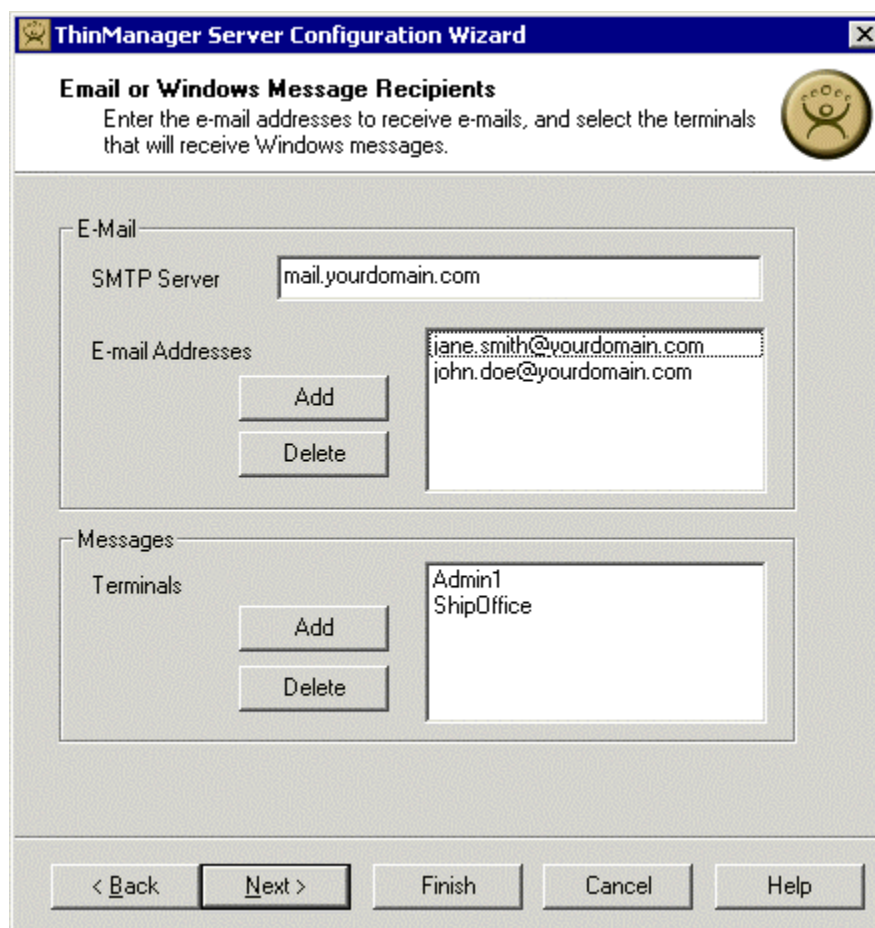 ThinManager Server Configuration Wizard
Email or Windows Message Recipients
Enter the e-mail addresses to receive e-mails, and select the terminals
that will receive Windows messages.
E-Mail
SMTP Server mail.yourdomain.com
E-mail Addresses jane.smith@yourdomain.com
john.doe@yourdomain.com
Add
Delete
Messages
Terminals Admin1
ShipOffice
Add
Delete
< Back Next > Finish Cancel Help